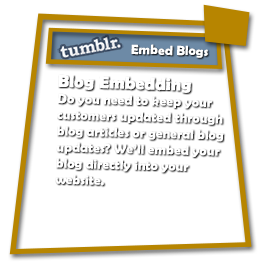 tumblr. Embed Blogs
Blog Embedding
Do you need to keep your
customers updated through
blog articles or general blog
updates? We'll embed your
blog directly into your
website.